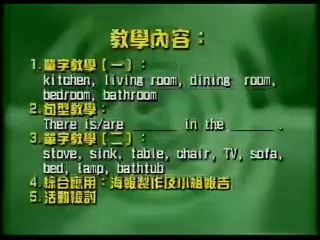 教學內容：
1.單字教學（一）：
kitchen, living room, dining room,
bedroom, bathroom
2.句型教學：
There is/are ______ in the ______ .
3.單字教學（二）：
stove, sink, table, chair, TV, sofa,
bed, lamp, bathtub
4.綜合應用：海報製作及小組報告
5.活動檢討